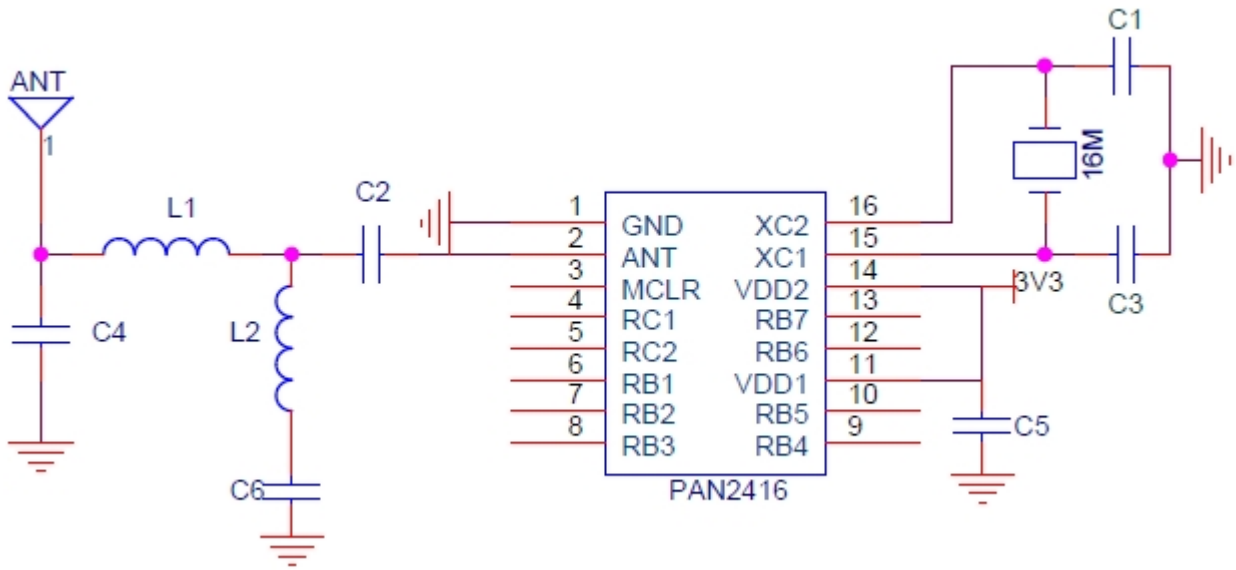 ANT
1
L1
C2
C4
L2
C6
1 GND
2 ANT
3 MCLR
4 RC1
5 RC2
6 RB1
7 RB2
8 RB3
XC2 16
XC1 15
VDD2 14
RB7 13
RB6 12
VDD1 11
RB5 10
RB4 9
PAN2416
C1
16M
C3
3V3
C5